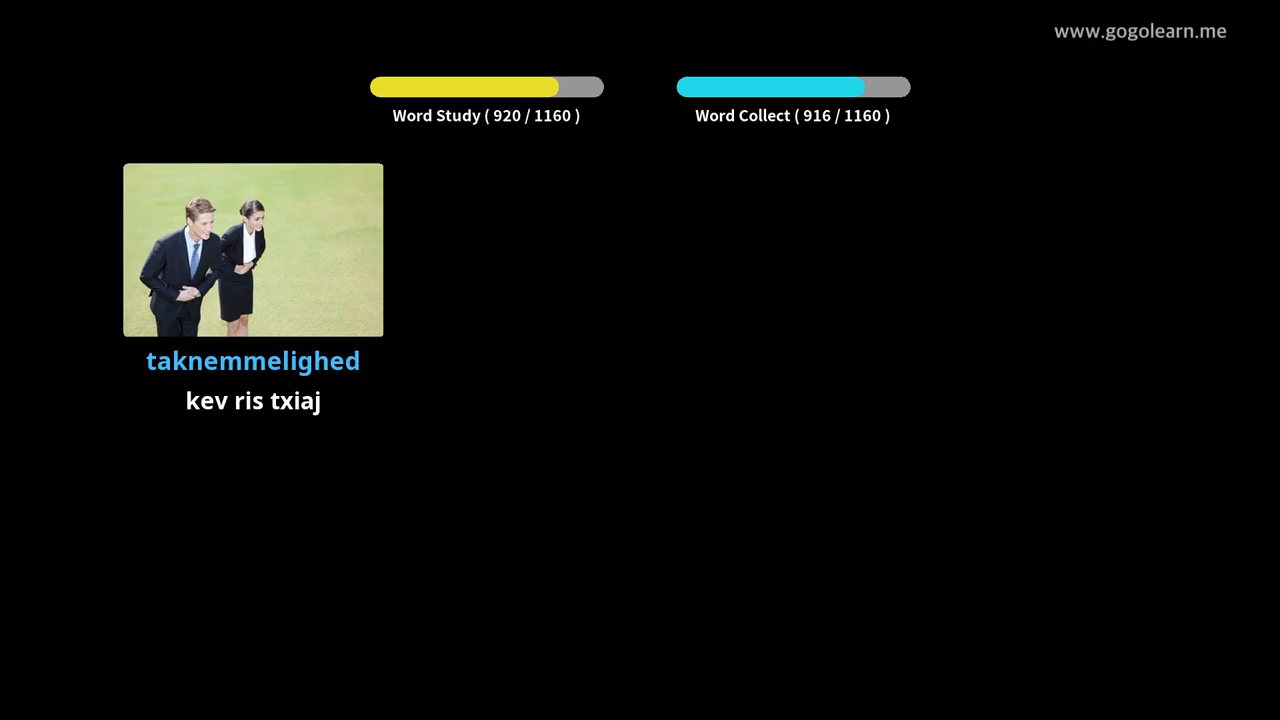 www.gogolearn.me
Word Study ( 920 / 1160 )
Word Collect ( 916 / 1160 )
taknemmelighed
kev ris txiaj